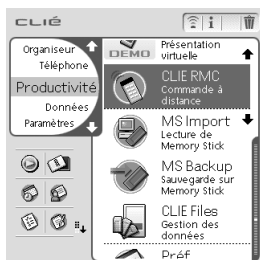 CLIÉ
Organiseur
Téléphone
Productivité
Données
Paramètres
DEMO
Présentation
virtuelle
CLIE RMC
Commande à
distance
MS Import
Lecture de
Memory Stick
MS Backup
Sauvegarde sur
Memory Stick
CLIE Files
Gestion des
données
Préf